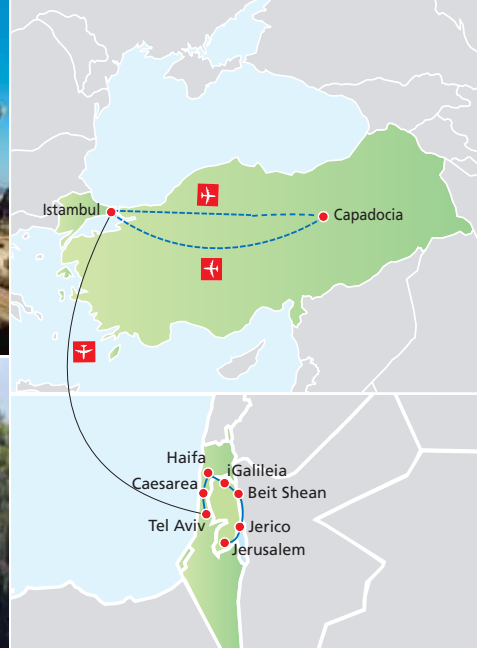 Istambul
Capadocia
Haifa
iGalileia
Caesarea
Beit Shean
Tel Aviv
Jerico
Jerusalem